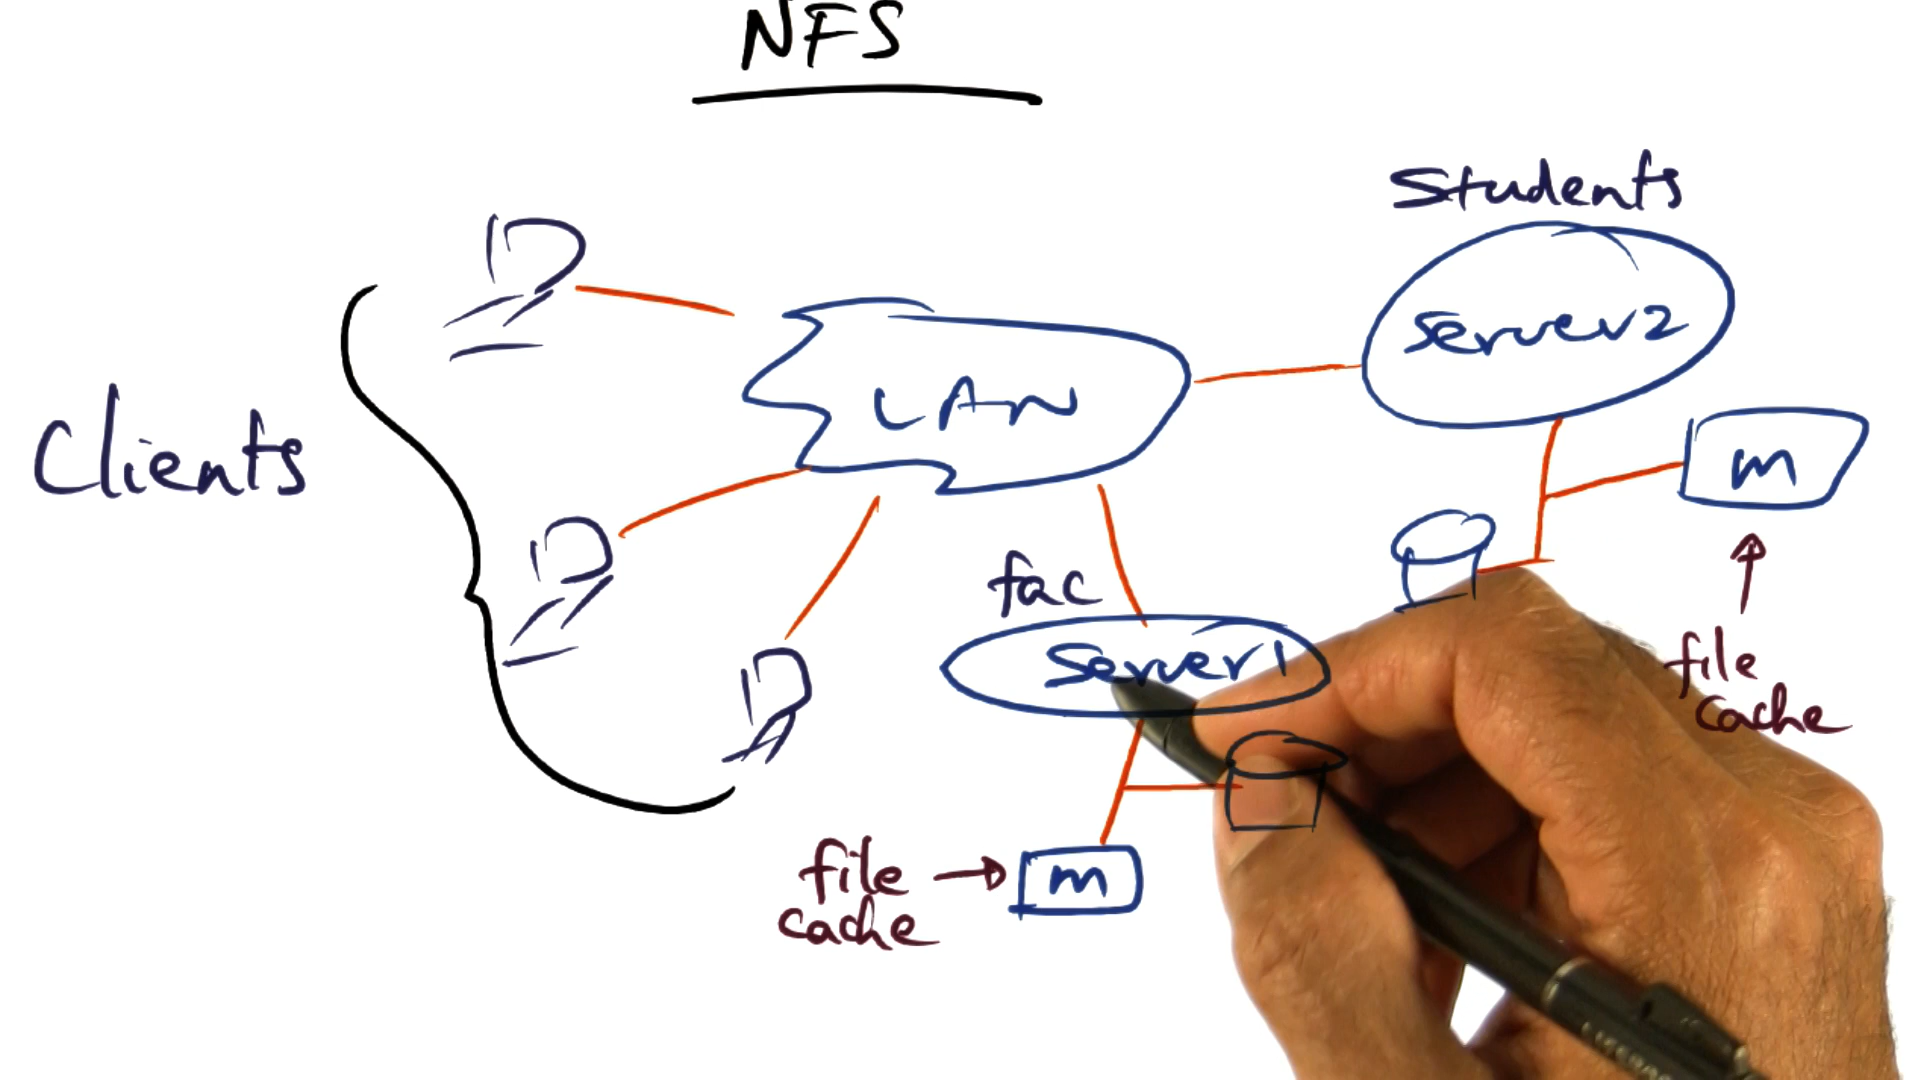 NFS
Students
Server2
LAN
Clients
m
fac
file
cache
Server1
file
cache
m